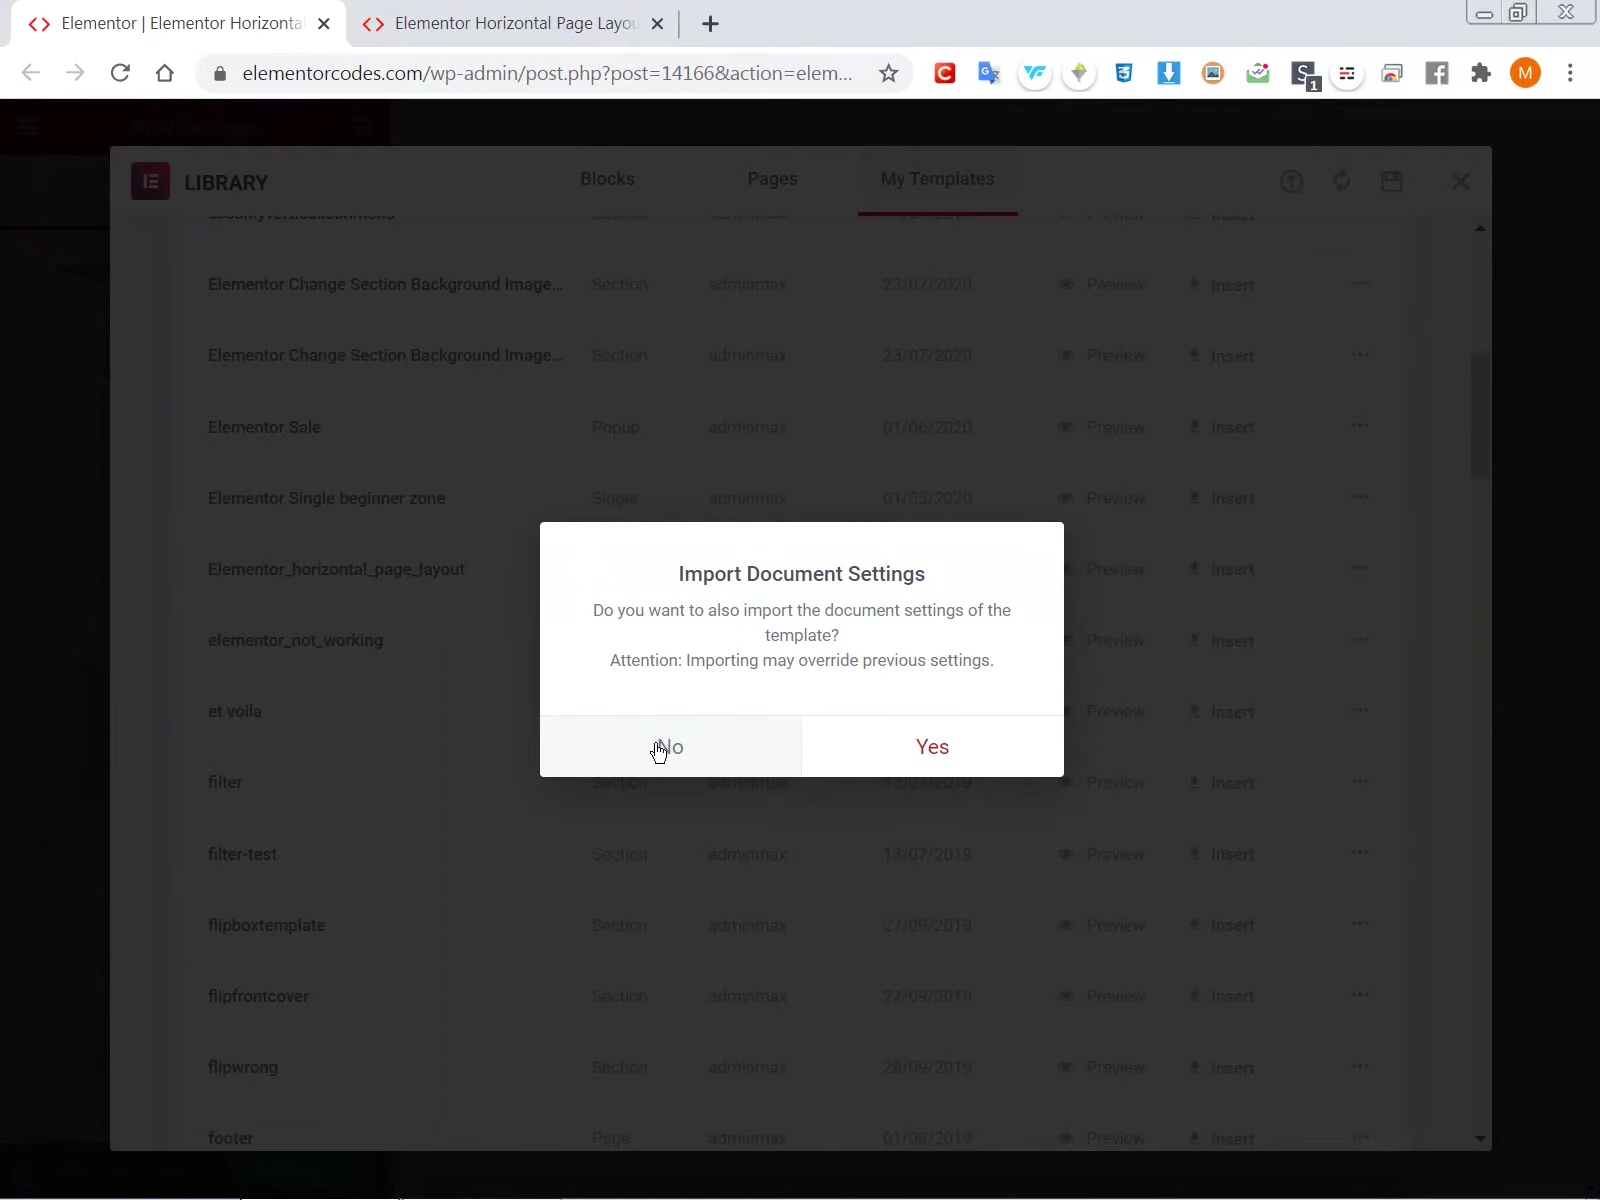 Elementor | Elementor Horizonta
Elementor Horizontal Page Layou
elementorcodes.com/wp-admin/post.php?post=14166&action=elem...
1
M
LIBRARY
Blocks
Pages
My Templates
Elementor Change Section Background Image... Section adminmax 23/07/2020 Preview Insert
Elementor Change Section Background Image... Section adminmax 23/07/2020 Preview Insert
Elementor Sale Popup adminmax 01/06/2020 Preview Insert
Elementor Single beginner zone Single adminmax 01/03/2020 Preview Insert
Elementor_horizontal_page_layout Preview Insert
elementor_not_working Preview Insert
et voila Preview Insert
Import Document Settings
Do you want to also import the document settings of the
template?
Attention: Importing may override previous settings.
No
Yes
filter Section adminmax 13/07/2019 Preview Insert
filter-test Section adminmax 13/07/2019 Preview Insert
flipboxtemplate Section adminmax 27/09/2019 Preview Insert
flipfrontcover Section adminmax 27/09/2019 Preview Insert
flipwrong Section adminmax 28/09/2019 Preview Insert
footer Page adminmax 01/08/2019 Preview Insert